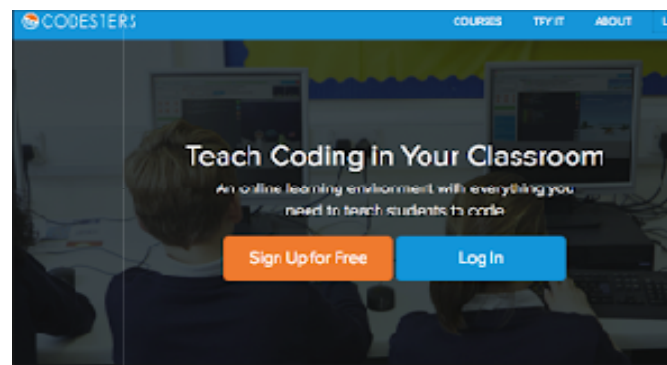 CODESTERS
COURSES TRY IT ABOUT L
Teach Coding in Your Classroom
An online learning environment with everything you
need to teach students to code
Sign Up for Free Log In